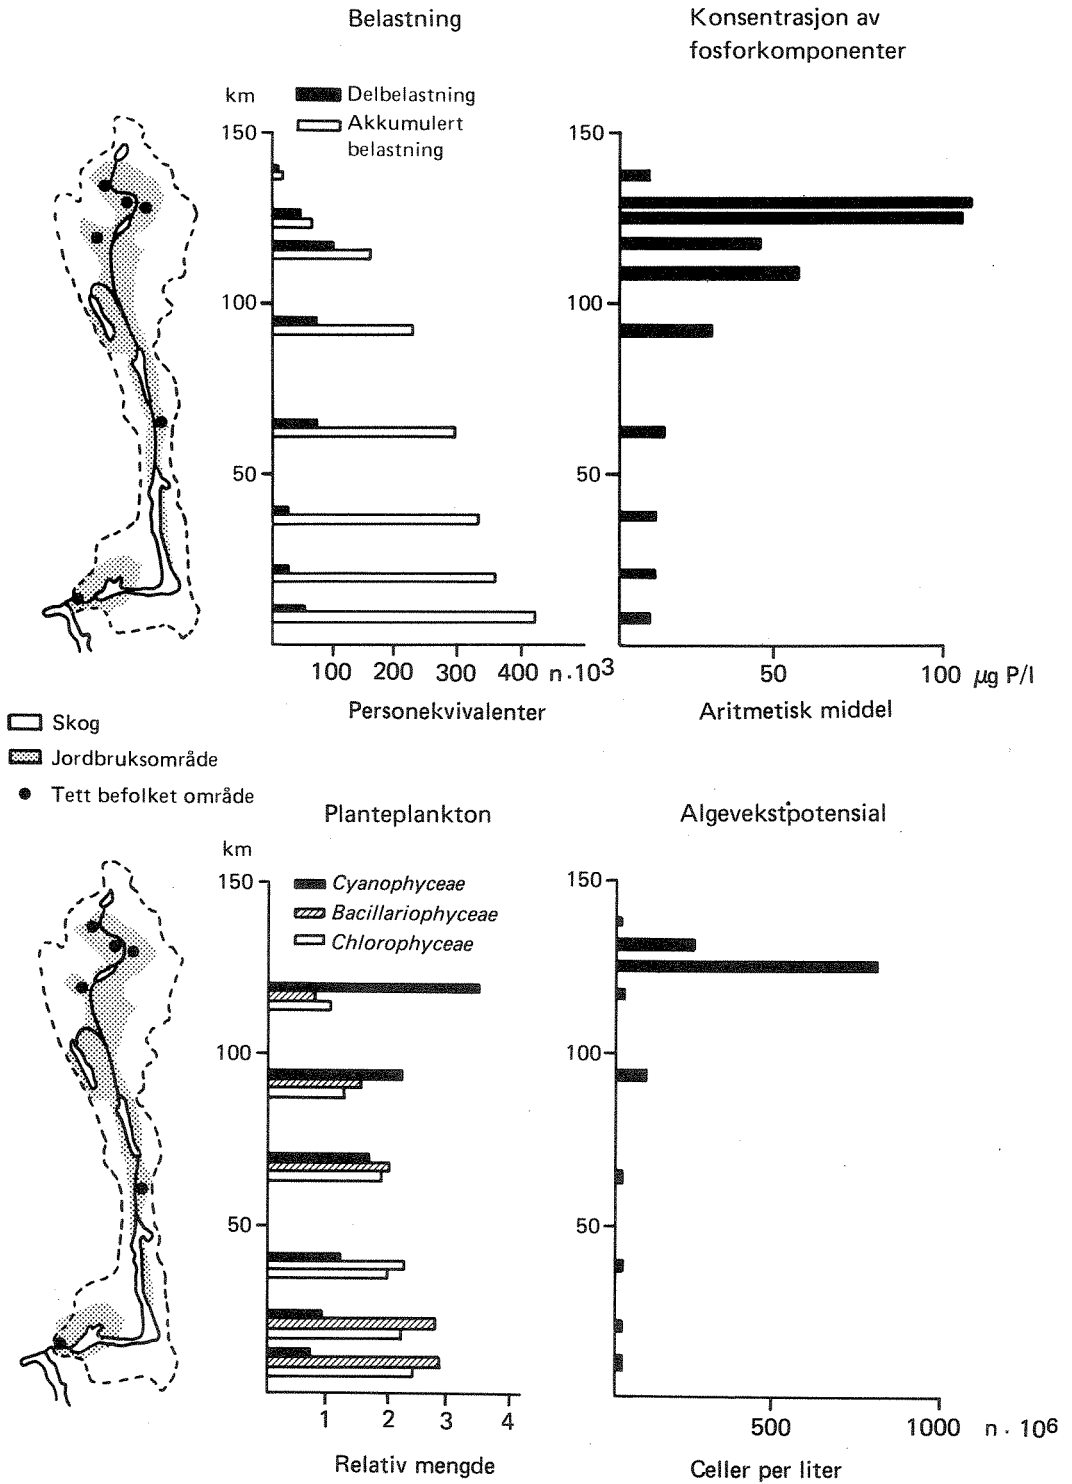 Belastning
km
Delbelastning
Akkumulert
belastning
150
100
50
100 200 300 400 n·10³
Personekvivalenter
Konsentrasjon av
fosforkomponenter
150
100
50
50 100 µg P/l
Aritmetisk middel
Skog
Jordbruksområde
Tett befolket område
Planteplankton
km
Cyanophyceae
Bacillariophyceae
Chlorophyceae
150
100
50
1 2 3 4
Relativ mengde
Algevekstpotensial
150
100
50
500 1000 n · 10⁶
Celler per liter